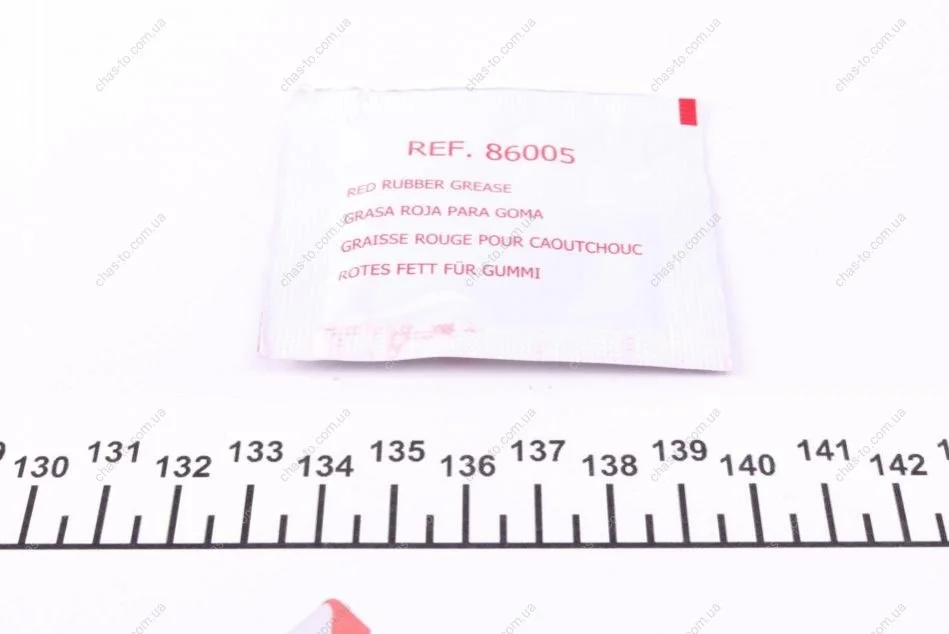 REF. 86005
RED RUBBER GREASE
GRASA ROJA PARA GOMA
GRAISSE ROUGE POUR CAOUTCHOUC
ROTES FETT FÜR GUMMI
130 131 132 133 134 135 136 137 138 139 140 141 142
chas-to.com.ua